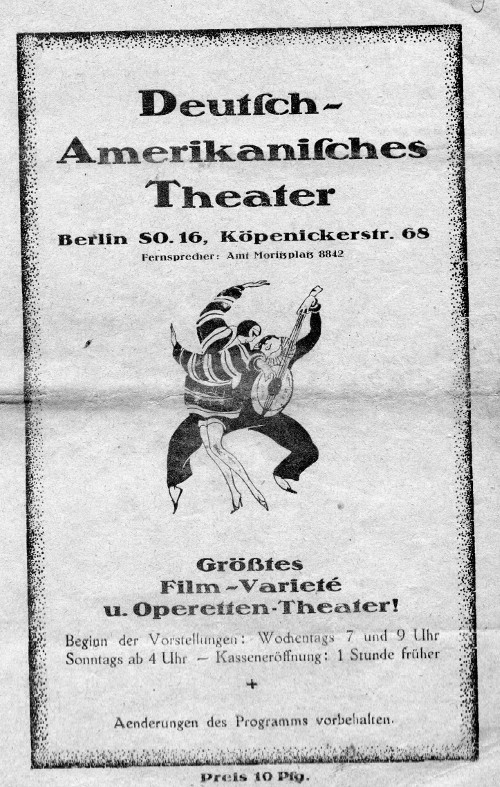 Deutſch-
Amerikaniſches
Theater
Berlin SO. 16, Köpenickerstr. 68
Fernsprecher: Amt Moritzplatz 8842
Größtes
Film-Varieté
u. Operetten-Theater!
Beginn der Vorstellungen: Wochentags 7 und 9 Uhr
Sonntags ab 4 Uhr — Kasseneröffnung: 1 Stunde früher
+
Aenderungen des Programms vorbehalten.
Preis 10 Pfg.